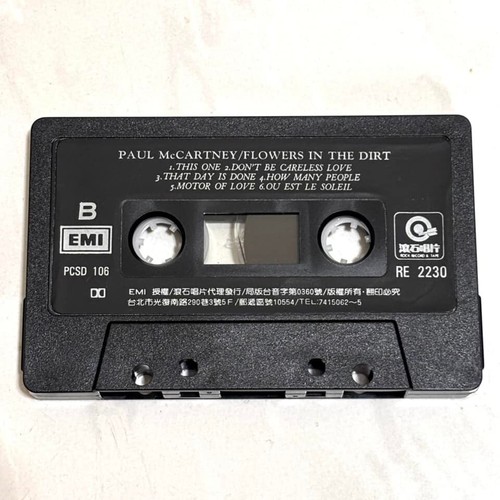 PAUL McCARTNEY/FLOWERS IN THE DIRT
1.THIS ONE 2.DON'T BE CARELESS LOVE
3.THAT DAY IS DONE 4.HOW MANY PEOPLE
5.MOTOR OF LOVE 6.OU EST LE SOLEIL
B
EMI
PCSD 106
滾石唱片
ROCK RECORD & TAPE
RE 2230
EMI 授權/滾石唱片代理發行/局版台音字第0360號/版權所有·翻印必究
台北市光復南路290巷3號5F/郵遞區號10554/TEL:7415062~5